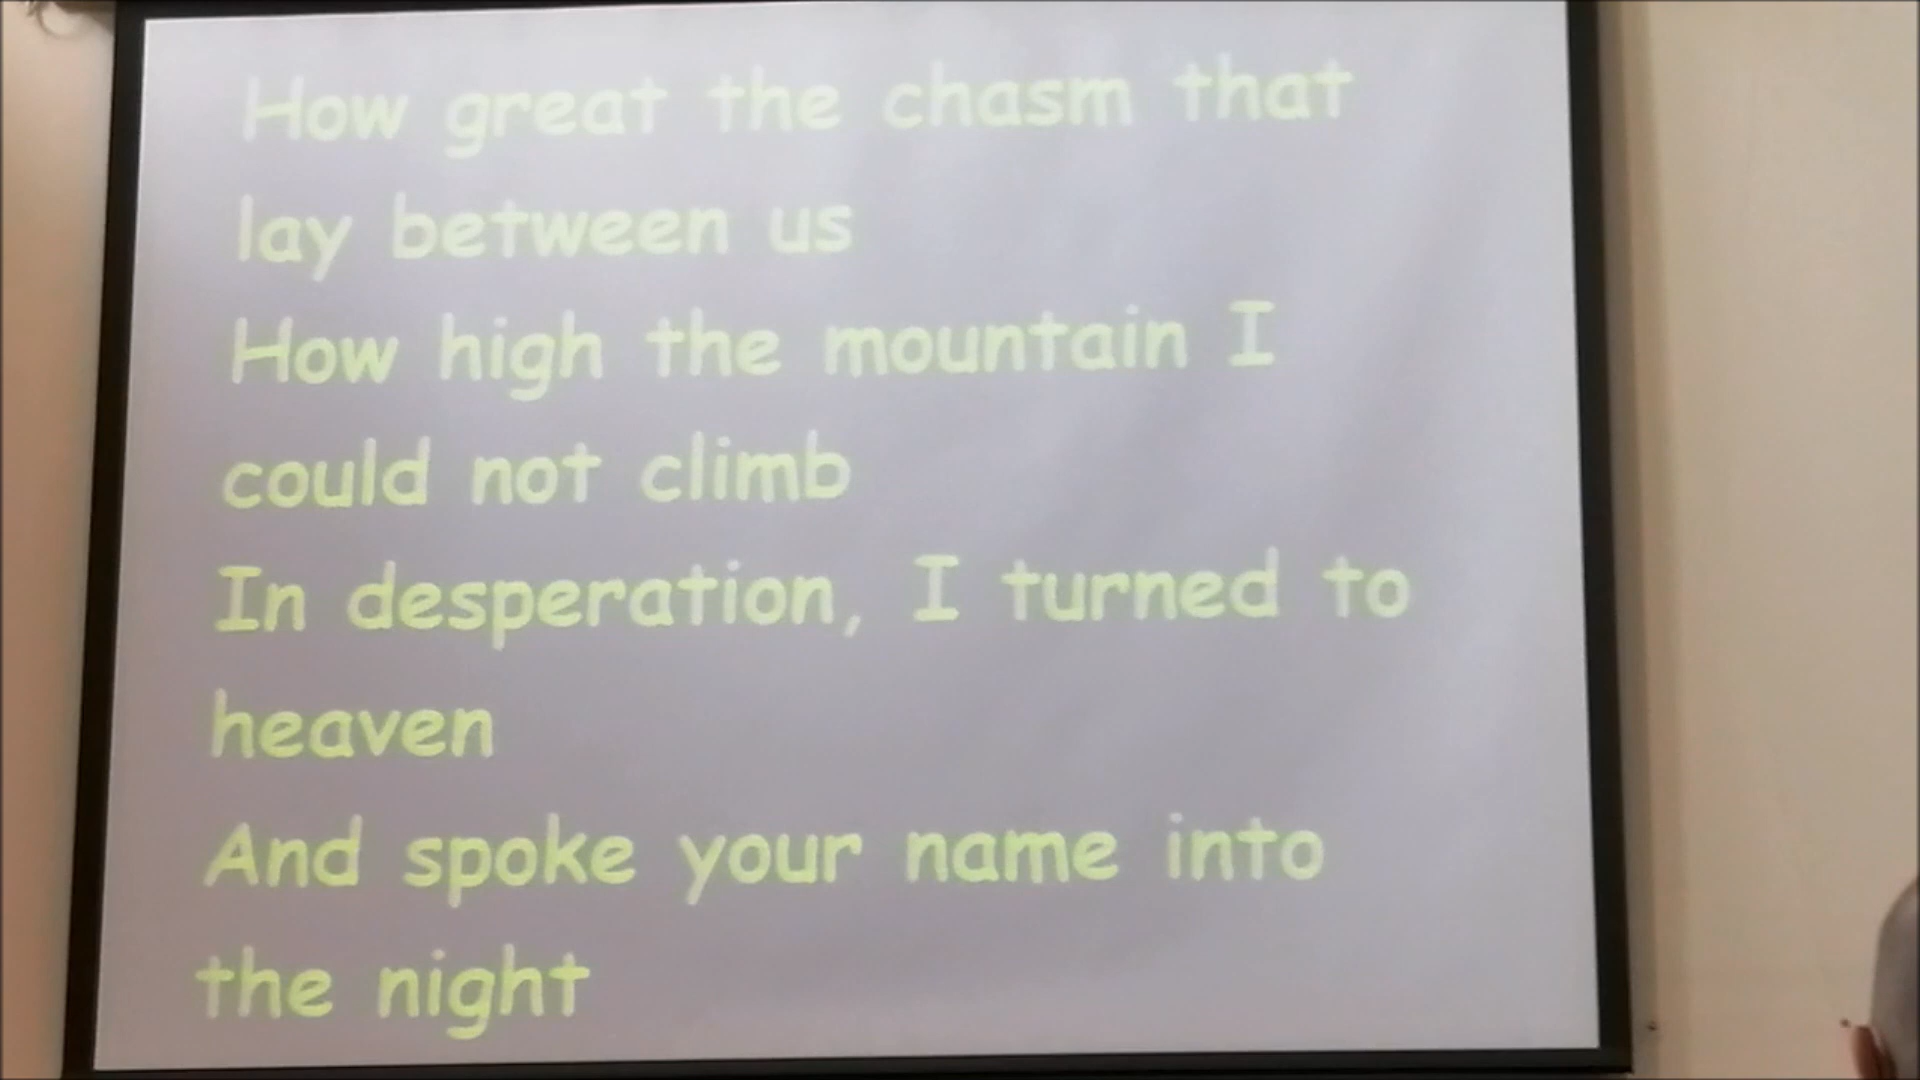 How great the chasm that
lay between us
How high the mountain I
could not climb
In desperation, I turned to
heaven
And spoke your name into
the night